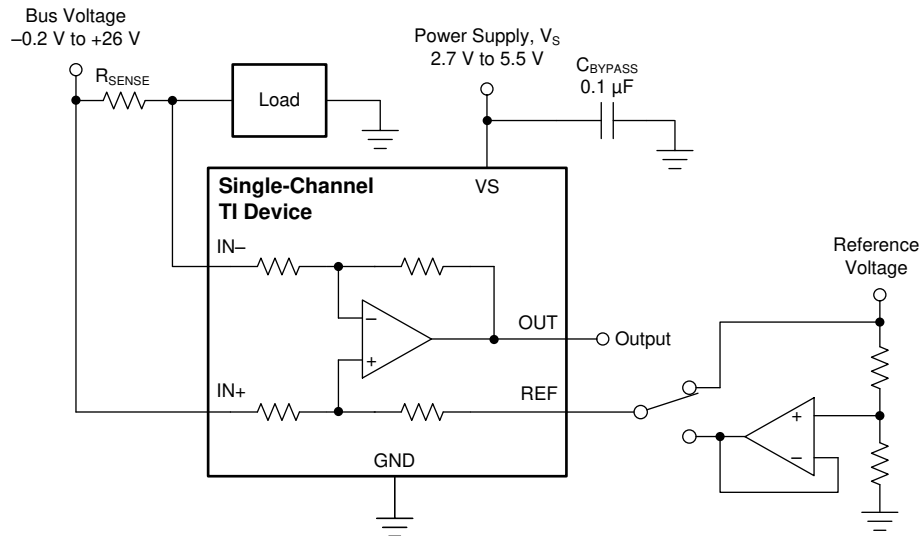 Bus Voltage
–0.2 V to +26 V
R_SENSE
Load
Power Supply, V_S
2.7 V to 5.5 V
C_BYPASS
0.1 µF
Single-Channel
TI Device
VS
IN–
–
+
OUT
Output
IN+
REF
GND
Reference
Voltage
+
–